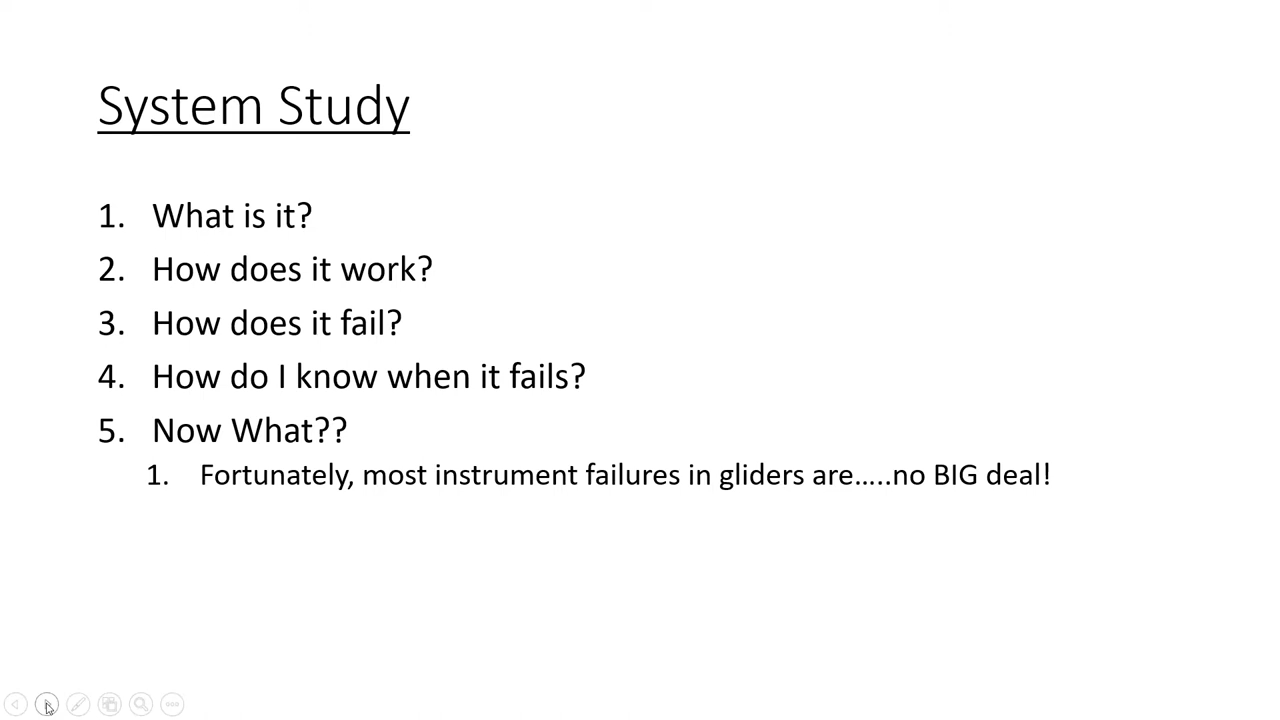 System Study
1. What is it?
2. How does it work?
3. How does it fail?
4. How do I know when it fails?
5. Now What??
1. Fortunately, most instrument failures in gliders are…..no BIG deal!